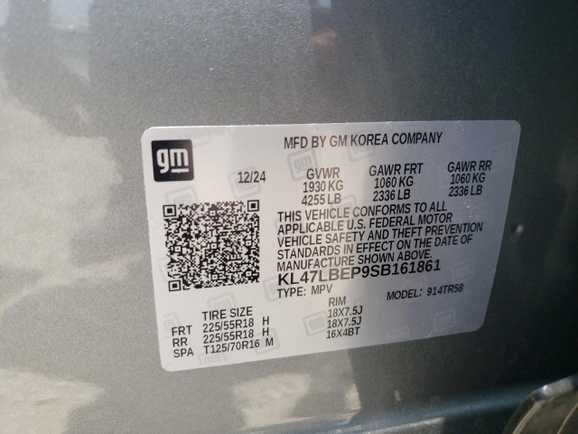 gm
MFD BY GM KOREA COMPANY
12/24 GVWR GAWR FRT GAWR RR
1930 KG 1060 KG 1060 KG
4255 LB 2336 LB 2336 LB
THIS VEHICLE CONFORMS TO ALL
APPLICABLE U.S. FEDERAL MOTOR
VEHICLE SAFETY AND THEFT PREVENTION
STANDARDS IN EFFECT ON THE DATE OF
MANUFACTURE SHOWN ABOVE.
KL47LBEP9SB161861
TYPE: MPV MODEL: 914TR58
TIRE SIZE RIM
FRT 225/55R18 H 18X7.5J
RR 225/55R18 H 18X7.5J
SPA T125/70R16 M 16X4BT